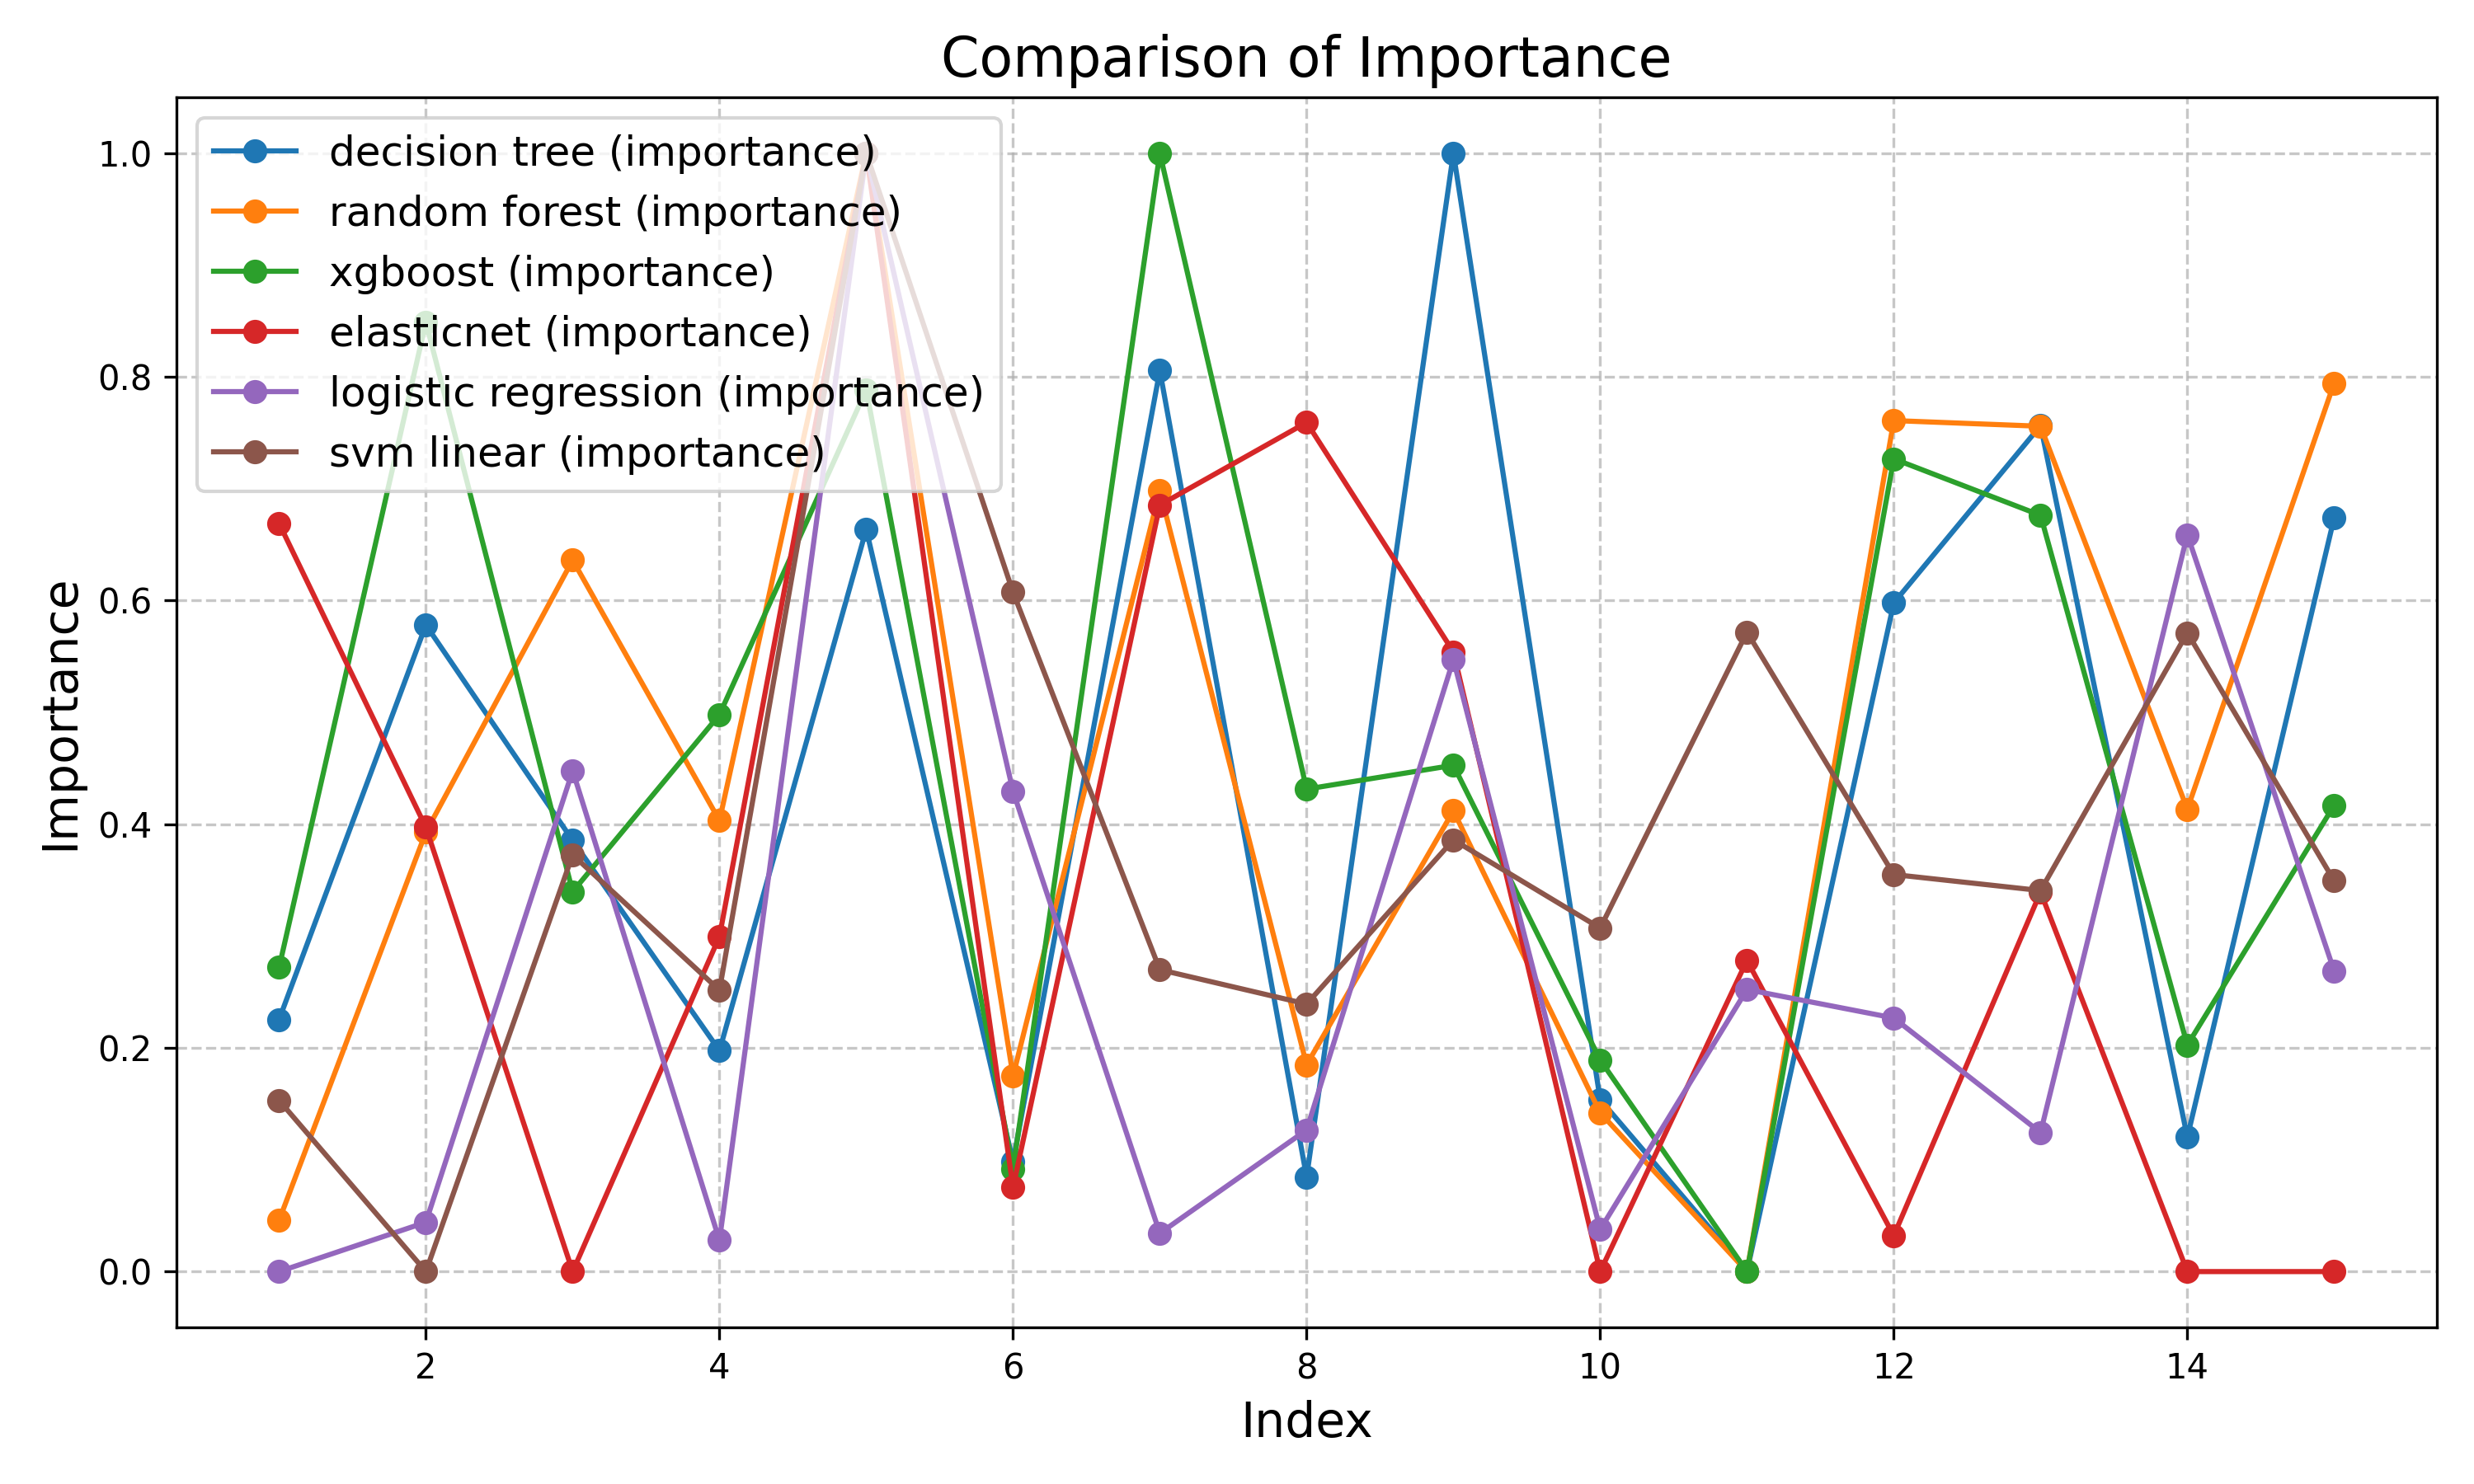 Comparison of Importance
decision tree (importance)
random forest (importance)
xgboost (importance)
elasticnet (importance)
logistic regression (importance)
svm linear (importance)
Importance
1.0
0.8
0.6
0.4
0.2
0.0
2 4 6 8 10 12 14
Index